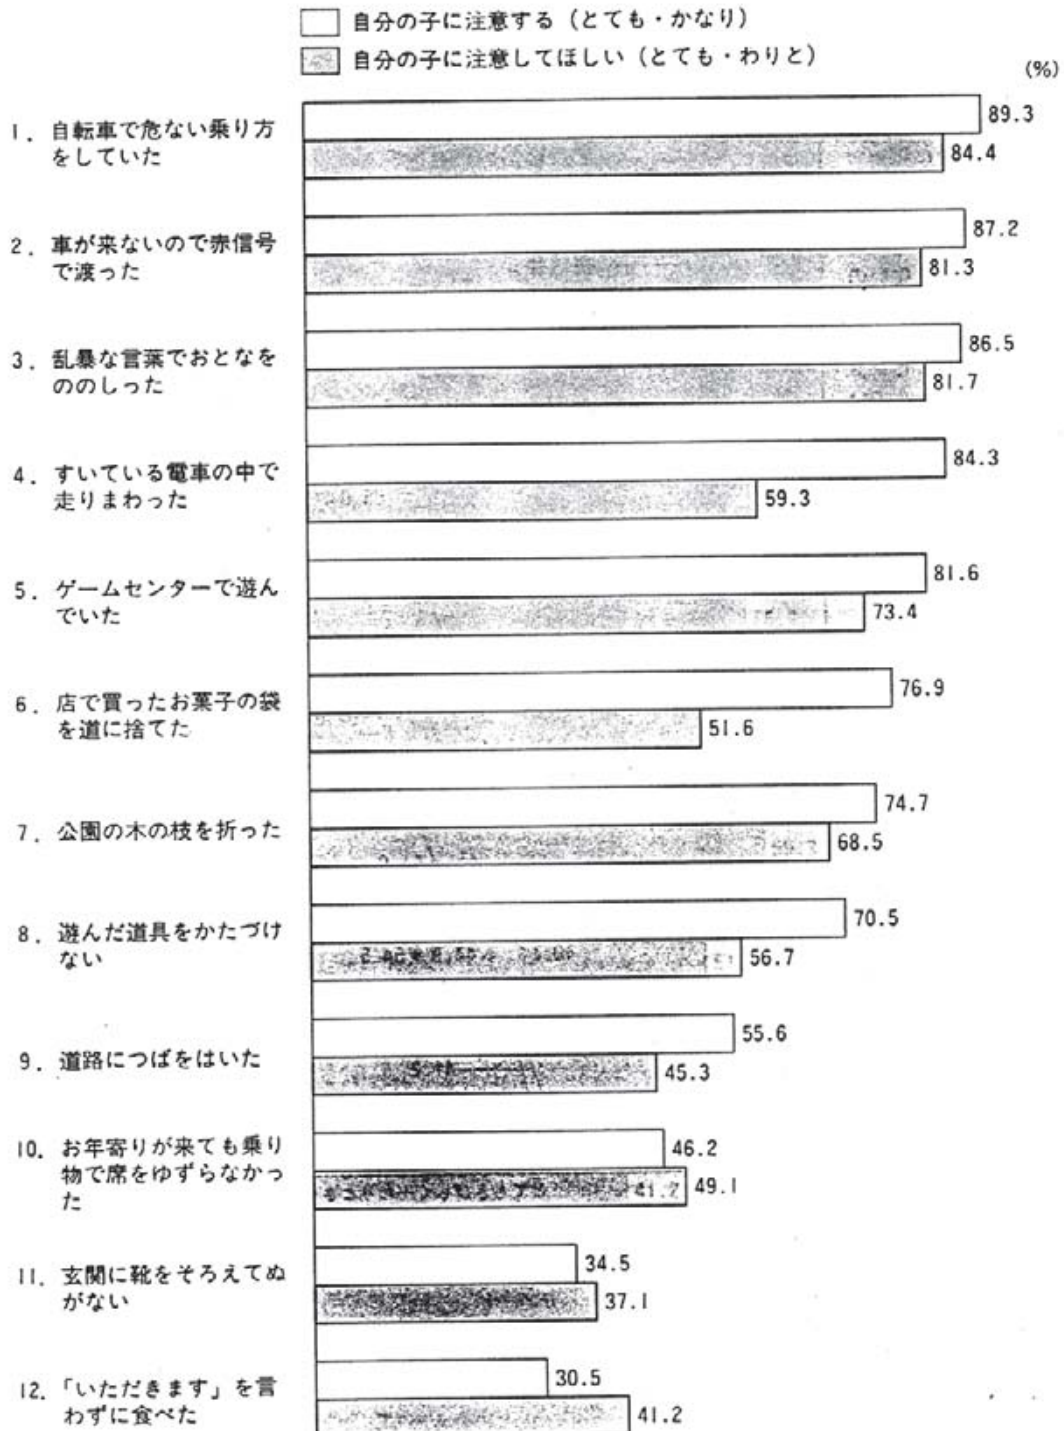 自分の子に注意する (とても・かなり)
自分の子に注意してほしい (とても・わりと)
(%)
1. 自転車で危ない乗り方
をしていた
89.3
84.4
2. 車が来ないので赤信号
で渡った
87.2
81.3
3. 乱暴な言葉でおとなを
ののしった
86.5
81.7
4. すいている電車の中で
走りまわった
84.3
59.3
5. ゲームセンターで遊ん
でいた
81.6
73.4
6. 店で買ったお菓子の袋
を道に捨てた
76.9
51.6
7. 公園の木の枝を折った
74.7
68.5
8. 遊んだ道具をかたづけ
ない
70.5
56.7
9. 道路につばをはいた
55.6
45.3
10. お年寄りが来ても乗り
物で席をゆずらなかっ
た
46.2
49.1
11. 玄関に靴をそろえてぬ
がない
34.5
37.1
12. 「いただきます」を言
わずに食べた
30.5
41.2